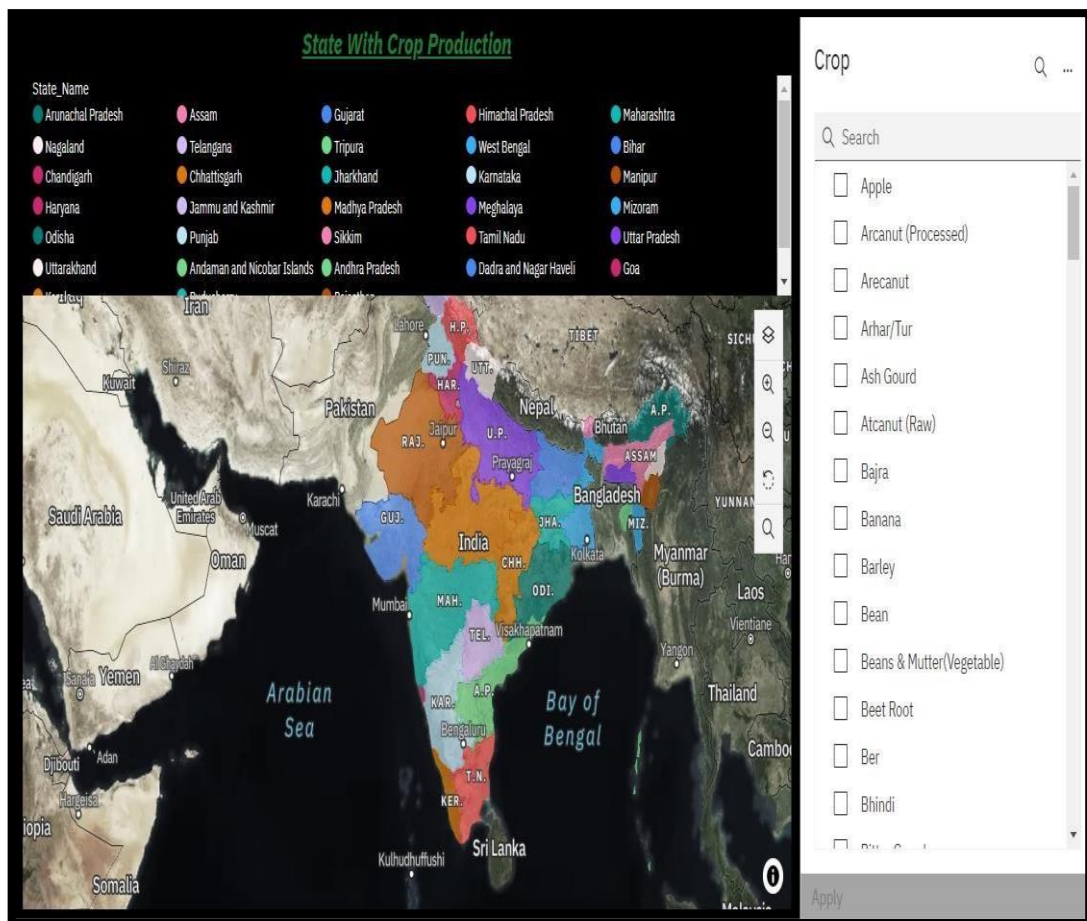 State With Crop Production
State_Name
Arunachal Pradesh
Assam
Gujarat
Himachal Pradesh
Maharashtra
Nagaland
Telangana
Tripura
West Bengal
Bihar
Chandigarh
Chhattisgarh
Jharkhand
Karnataka
Manipur
Haryana
Jammu and Kashmir
Madhya Pradesh
Meghalaya
Mizoram
Odisha
Punjab
Sikkim
Tamil Nadu
Uttar Pradesh
Uttarakhand
Andaman and Nicobar Islands
Andhra Pradesh
Dadra and Nagar Haveli
Goa
Iran
Lahore
H.P.
TIBET
Shiraz
PUN.
UTT.
Kuwait
HAR.
Pakistan
Nepal
A.P.
RAJ.
Jaipur
U.P.
Bhutan
ASSAM
Prayagraj
Karachi
United Arab
Emirates
Bangladesh
YUNNAN
Saudi Arabia
Muscat
GUJ.
JHA.
MIZ.
India
Oman
CHH.
Kolkata
Myanmar
(Burma)
ODI.
Laos
Mumbai
MAH.
TEL.
Visakhapatnam
Vientiane
Al Ghaydah
Sana'a
Yemen
Yangon
Arabian
Sea
KAR.
A.P.
Bay of
Bengal
Thailand
Bengaluru
Adan
Djibouti
T.N.
Hargeisa
KER.
Sri Lanka
Kulhudhuffushi
Somalia
Crop
Search
Apple
Arcanut (Processed)
Arecanut
Arhar/Tur
Ash Gourd
Atcanut (Raw)
Bajra
Banana
Barley
Bean
Beans & Mutter(Vegetable)
Beet Root
Ber
Bhindi
Apply